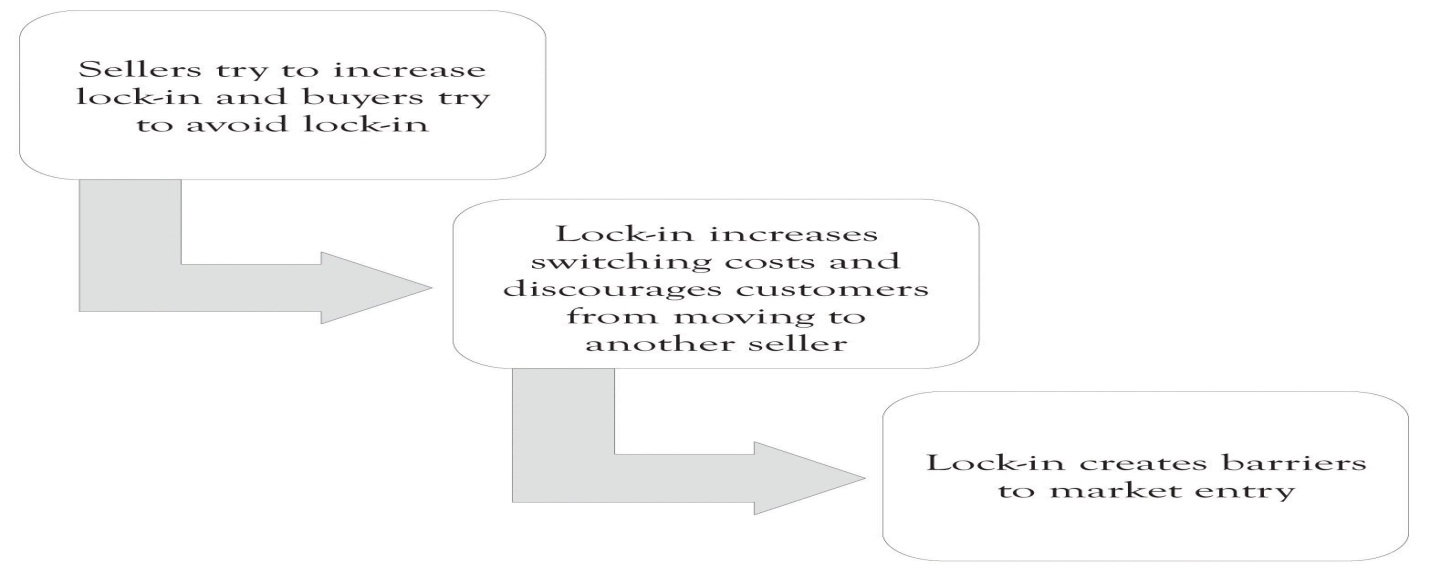 Sellers try to increase
lock-in and buyers try
to avoid lock-in
Lock-in increases
switching costs and
discourages customers
from moving to
another seller
Lock-in creates barriers
to market entry